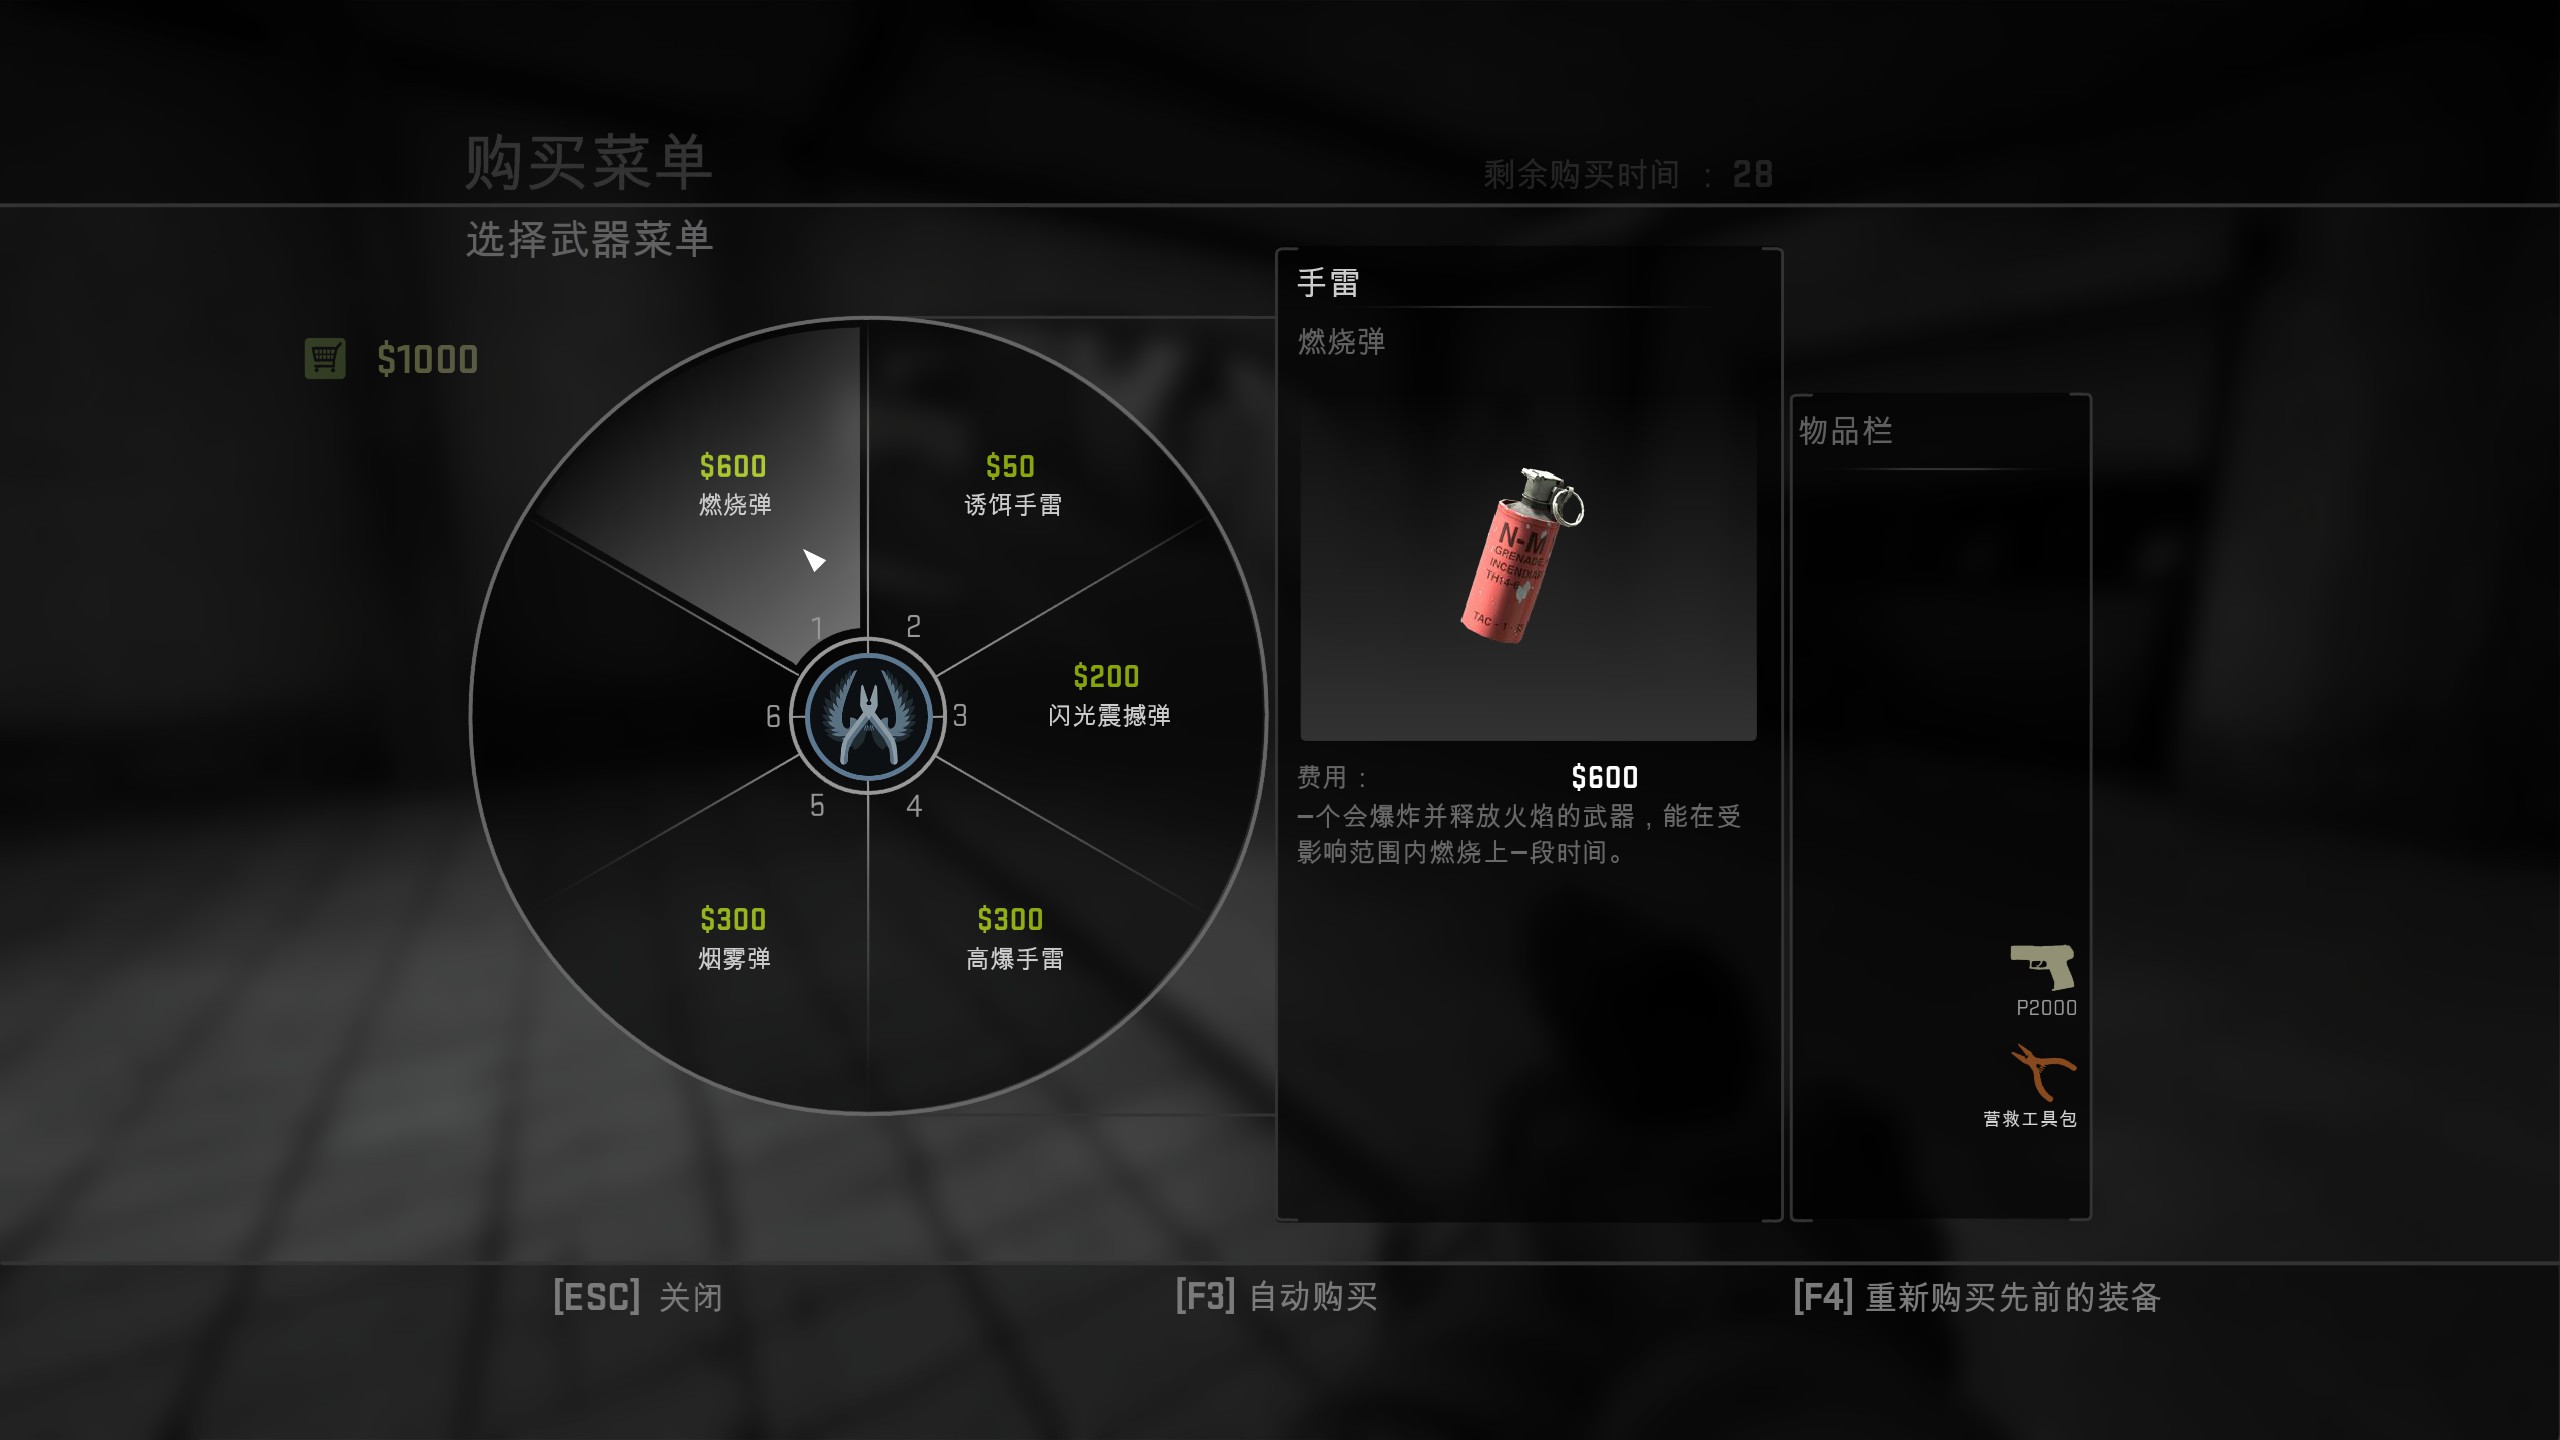 购买菜单
剩余购买时间 : 28
选择武器菜单
$1000
$600
燃烧弹
$50
诱饵手雷
$200
闪光震撼弹
$300
高爆手雷
$300
烟雾弹
1
2
3
4
5
6
手雷
燃烧弹
N-M
GRENADE
TAC - 1
费用 : $600
一个会爆炸并释放火焰的武器，能在受
影响范围内燃烧上一段时间。
物品栏
P2000
营救工具包
[ESC] 关闭
[F3] 自动购买
[F4] 重新购买先前的装备